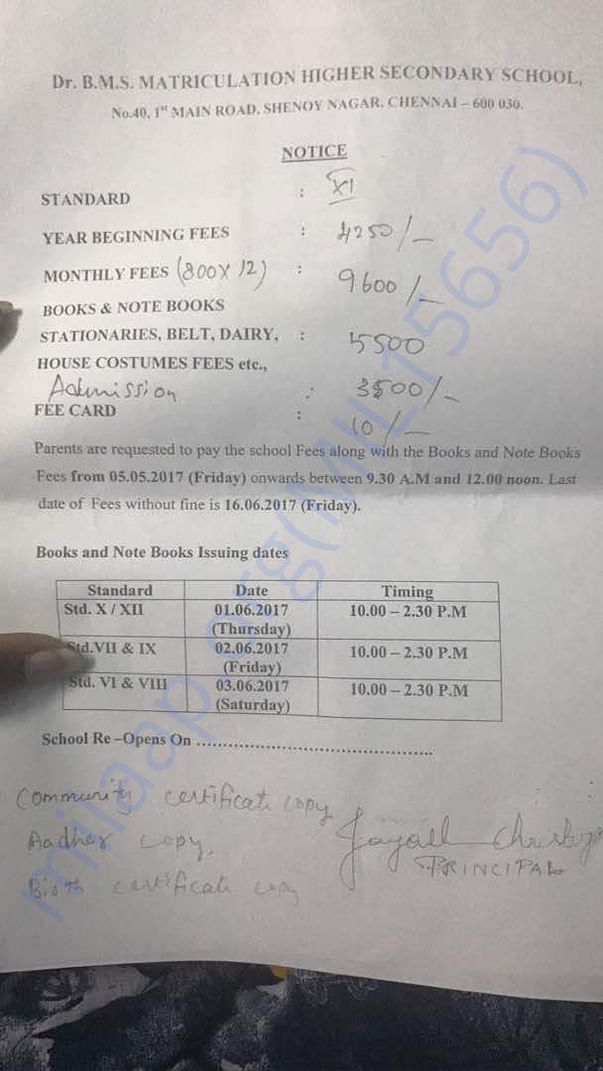 Dr. B.M.S. MATRICULATION HIGHER SECONDARY SCHOOL,
No.40, 1st MAIN ROAD, SHENOY NAGAR, CHENNAI – 600 030.
NOTICE
STANDARD : XI
YEAR BEGINNING FEES : 4250/-
MONTHLY FEES (800 x 12) : 9600/-
BOOKS & NOTE BOOKS
STATIONARIES, BELT, DAIRY, : 5500
HOUSE COSTUMES FEES etc.,
Admission : 3500/-
FEE CARD : 10/-
Parents are requested to pay the school Fees along with the Books and Note Books
Fees from 05.05.2017 (Friday) onwards between 9.30 A.M and 12.00 noon. Last
date of Fees without fine is 16.06.2017 (Friday).
Books and Note Books Issuing dates
Standard Date Timing
Std. X / XII 01.06.2017 10.00 – 2.30 P.M
(Thursday)
Std.VII & IX 02.06.2017 10.00 – 2.30 P.M
(Friday)
Std. VI & VIII 03.06.2017 10.00 – 2.30 P.M
(Saturday)
School Re –Opens On ..........................................
Community certificate copy
Aadhar copy,
Birth certificate copy
PRINCIPAL
milaap.org(MIL15656)